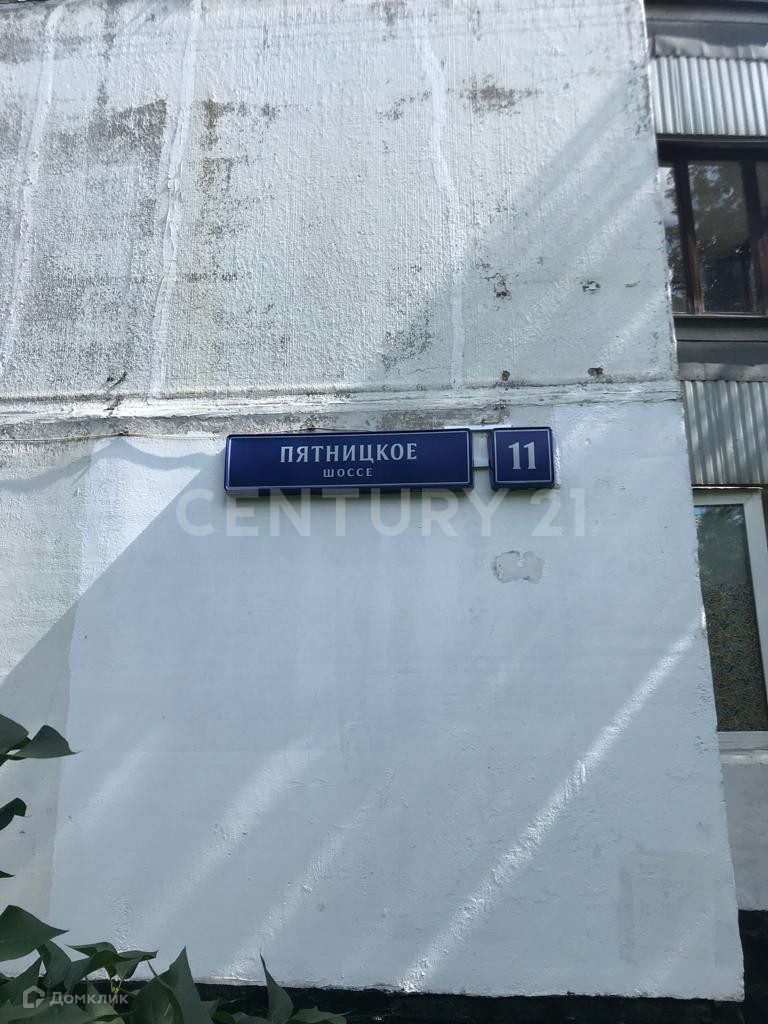 ПЯТНИЦКОЕ
ШОССЕ
11
CENTURY 21
Домклик